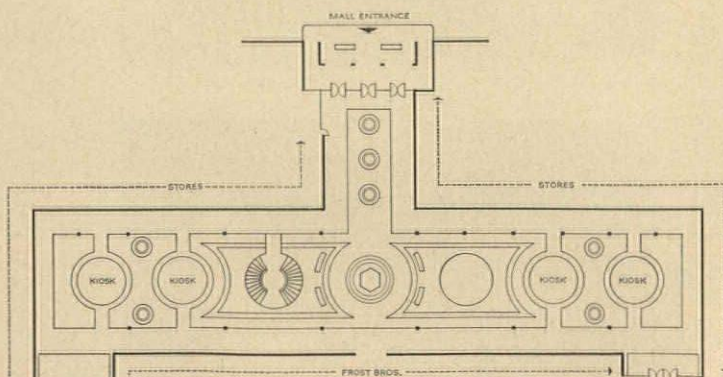 MALL ENTRANCE
STORES
STORES
KIOSK
KIOSK
KIOSK
KIOSK
FROST BROS.